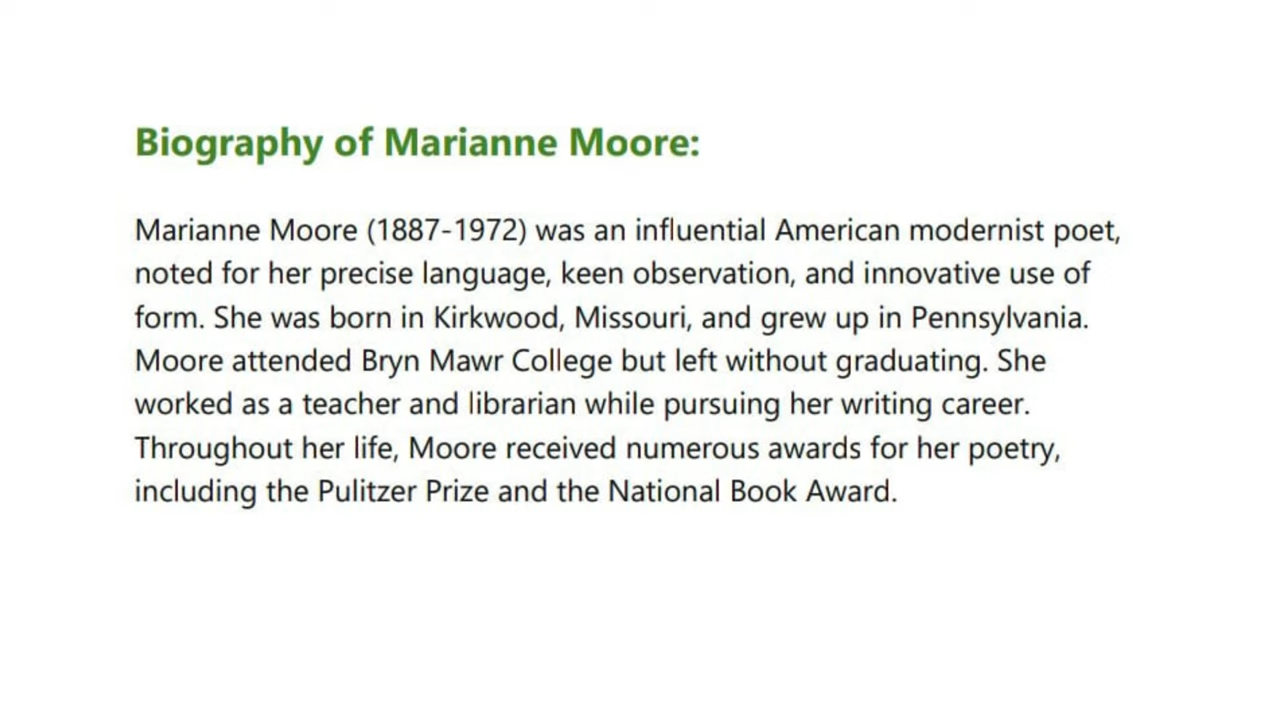 Biography of Marianne Moore:
Marianne Moore (1887-1972) was an influential American modernist poet,
noted for her precise language, keen observation, and innovative use of
form. She was born in Kirkwood, Missouri, and grew up in Pennsylvania.
Moore attended Bryn Mawr College but left without graduating. She
worked as a teacher and librarian while pursuing her writing career.
Throughout her life, Moore received numerous awards for her poetry,
including the Pulitzer Prize and the National Book Award.